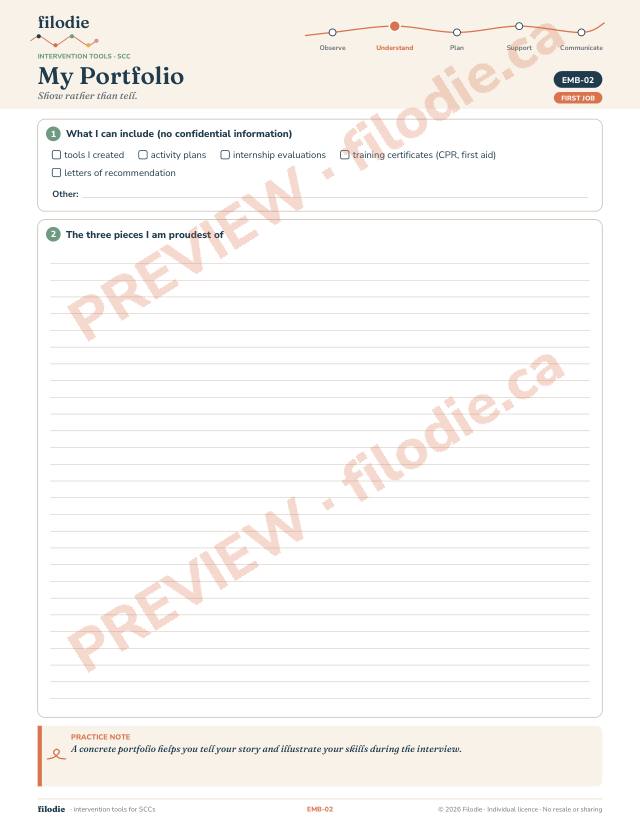 filodie
INTERVENTION TOOLS · SCC
My Portfolio
Show rather than tell.
Observe Understand Plan Support Communicate
EMB-02
FIRST JOB
1 What I can include (no confidential information)
tools I created activity plans internship evaluations training certificates (CPR, first aid)
letters of recommendation
Other:
2 The three pieces I am proudest of
PREVIEW · filodie.ca
PREVIEW · filodie.ca
PRACTICE NOTE
A concrete portfolio helps you tell your story and illustrate your skills during the interview.
filodie · intervention tools for SCCs EMB-02 © 2026 Filodie · Individual licence · No resale or sharing